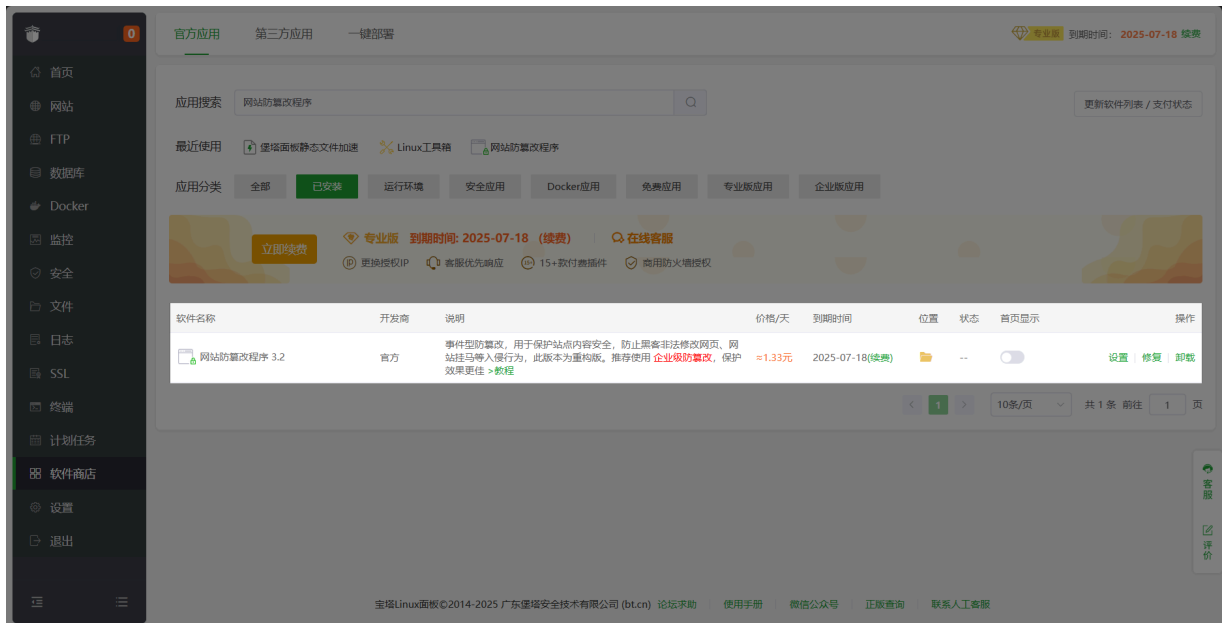 0
首页
网站
FTP
数据库
Docker
监控
安全
文件
日志
SSL
终端
计划任务
软件商店
设置
退出
官方应用 第三方应用 一键部署
专业版 到期时间： 2025-07-18 续费
应用搜索 网站防篡改程序 更新软件列表 / 支付状态
最近使用 堡塔面板静态文件加速 Linux工具箱 网站防篡改程序
应用分类 全部 已安装 运行环境 安全应用 Docker应用 免费应用 专业版应用 企业版应用
立即续费 专业版 到期时间: 2025-07-18 （续费） 在线客服
更换授权IP 客服优先响应 15+款付费插件 商用防火墙授权
软件名称 开发商 说明 价格/天 到期时间 位置 状态 首页显示 操作
网站防篡改程序 3.2 官方 事件型防篡改，用于保护站点内容安全，防止黑客非法修改网页、网
站挂马等入侵行为，此版本为重构版。推荐使用 企业级防篡改，保护
效果更佳 >教程
≈1.33元 2025-07-18(续费) -- 设置 | 修复 | 卸载
1 10条/页 共 1 条 前往 1 页
客服
评价
宝塔Linux面板©2014-2025 广东堡塔安全技术有限公司 (bt.cn) 论坛求助 | 使用手册 | 微信公众号 | 正版查询 | 联系人工客服